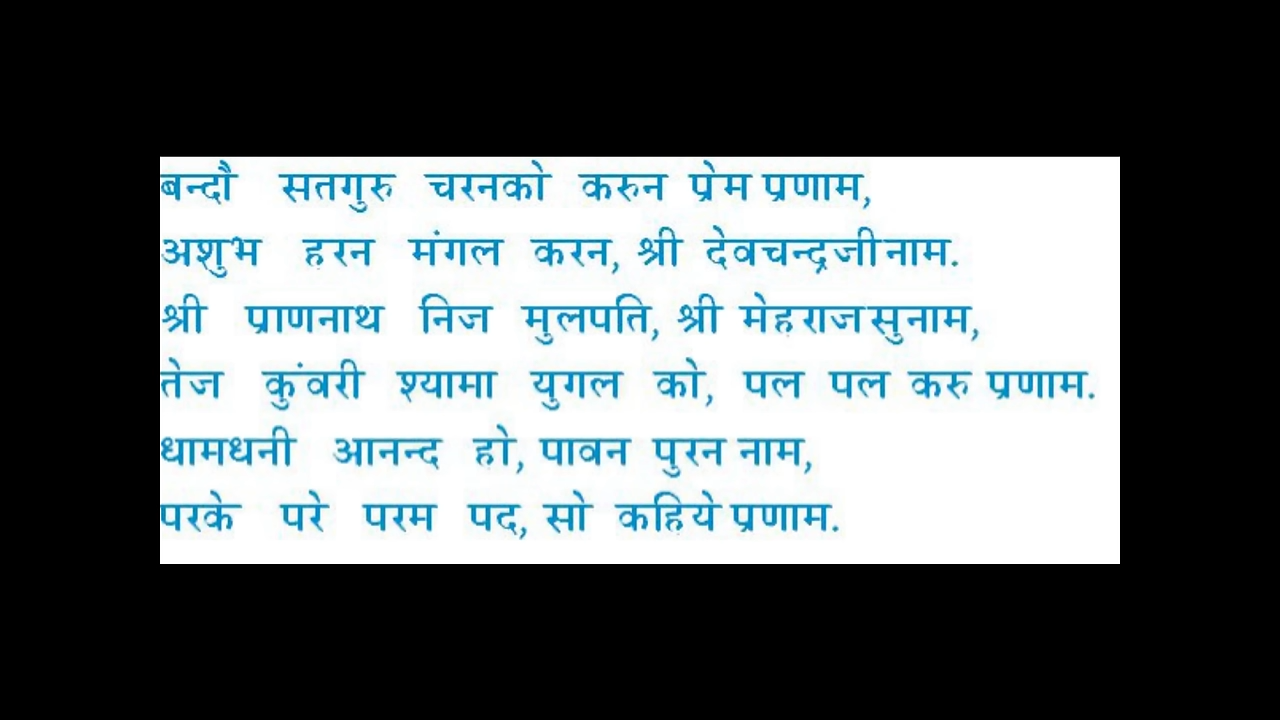 बन्दौ सतगुरु चरनको करुन प्रेम प्रणाम,
अशुभ हरन मंगल करन, श्री देवचन्द्रजीनाम.
श्री प्राणनाथ निज मुलपति, श्री मेहराजसुनाम,
तेज कुंवरी श्यामा युगल को, पल पल करु प्रणाम.
धामधनी आनन्द हो, पावन पुरन नाम,
परके परे परम पद, सो कहिये प्रणाम.